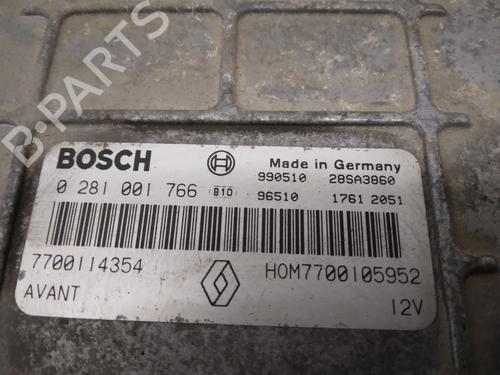 B-PARTS
BOSCH
Made in Germany
0 281 001 766 810
990510 28SA3860
96510 1761 2051
7700114354
HOM7700105952
AVANT
12V